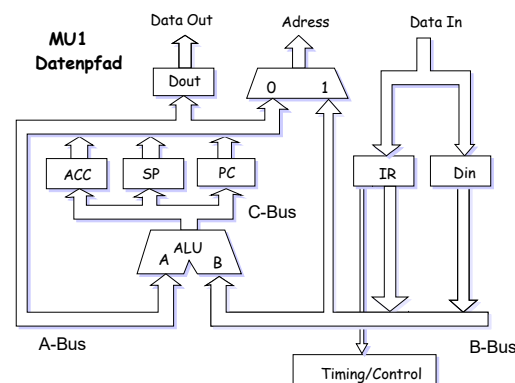 MU1
Datenpfad
Data Out
Adress
Data In
Dout
0 1
ACC
SP
PC
IR
Din
C-Bus
ALU
A
B
A-Bus
B-Bus
Timing/Control